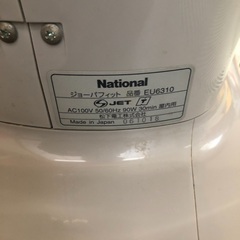 National
ジョーバフィット 品番 EU6310
JET
AC100V 50/60Hz 90W 30min 屋内用
松下電工株式会社
Made in Japan